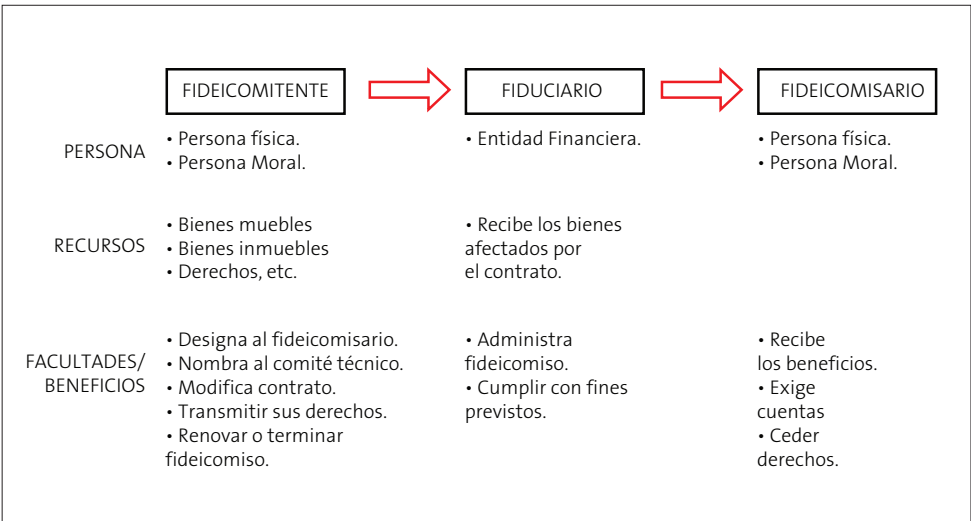 FIDEICOMITENTE
FIDUCIARIO
FIDEICOMISARIO
PERSONA
• Persona física.
• Persona Moral.
• Entidad Financiera.
• Persona física.
• Persona Moral.
RECURSOS
• Bienes muebles
• Bienes inmuebles
• Derechos, etc.
• Recibe los bienes
afectados por
el contrato.
FACULTADES/
BENEFICIOS
• Designa al fideicomisario.
• Nombra al comité técnico.
• Modifica contrato.
• Transmitir sus derechos.
• Renovar o terminar
fideicomiso.
• Administra
fideicomiso.
• Cumplir con fines
previstos.
• Recibe
los beneficios.
• Exige
cuentas
• Ceder
derechos.